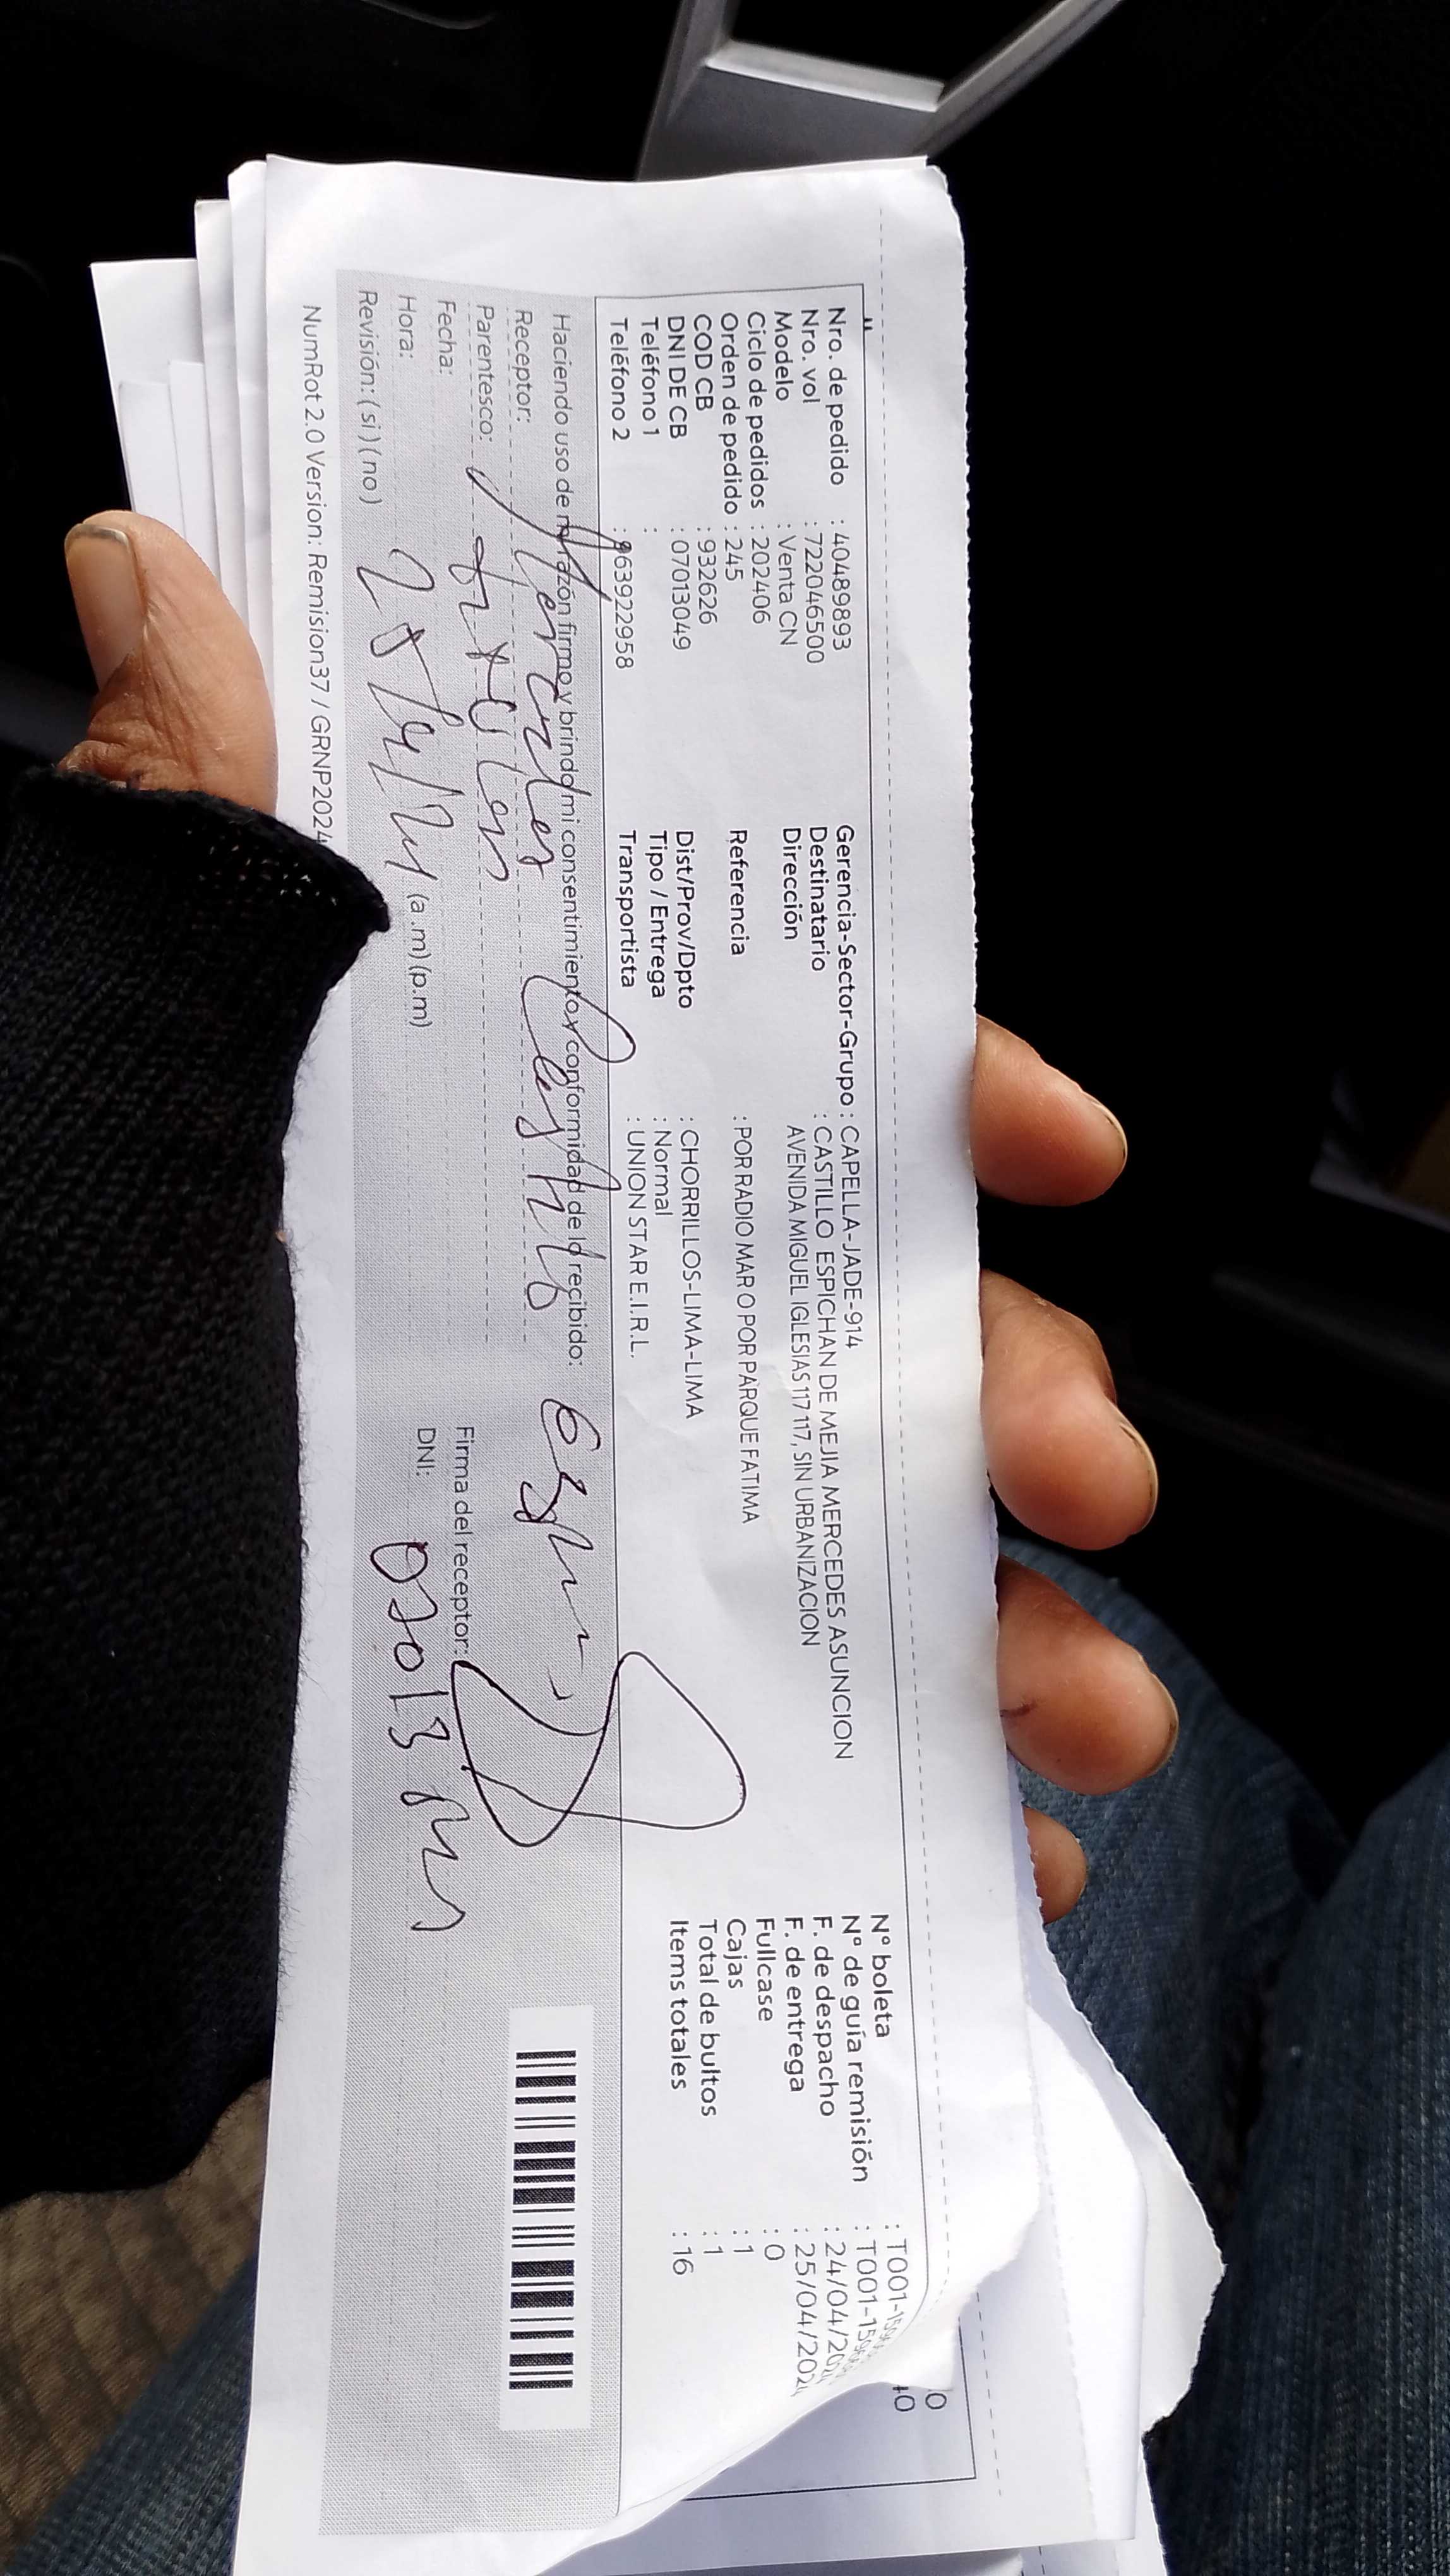 Nro. de pedido : 40489893
Nro. vol : 722046500
Modelo : Venta CN
Ciclo de pedidos : 202406
Orden de pedido : 245
COD CB : 932626
DNI DE CB : 07013049
Teléfono 1 :
Teléfono 2 : 963922958
Gerencia-Sector-Grupo : CAPELLA-JADE-914
Destinatario : CASTILLO ESPICHAN DE MEJIA MERCEDES ASUNCION
Dirección AVENIDA MIGUEL IGLESIAS 117 117, SIN URBANIZACION
Referencia : POR RADIO MAR O POR PARQUE FATIMA
Dist/Prov/Dpto : CHORRILLOS-LIMA-LIMA
Tipo / Entrega : Normal
Transportista : UNION STAR E.I.R.L.
N° boleta : T001-
N° de guía remisión : T001-
F. de despacho : 24/04/202
F. de entrega : 25/04/202
Fullcase : 0
Cajas : 1
Total de bultos : 1
Items totales : 16
Haciendo uso de mi razón firmo y brindo mi consentimiento y conformidad de lo recibido:
Receptor: Mercedes Castillo
Parentesco: titular
Fecha:
Hora: (a.m) (p.m)
Revisión: (si) (no)
Firma del receptor:
DNI:
NumRot 2.0 Version: Remision37 / GRNP2024